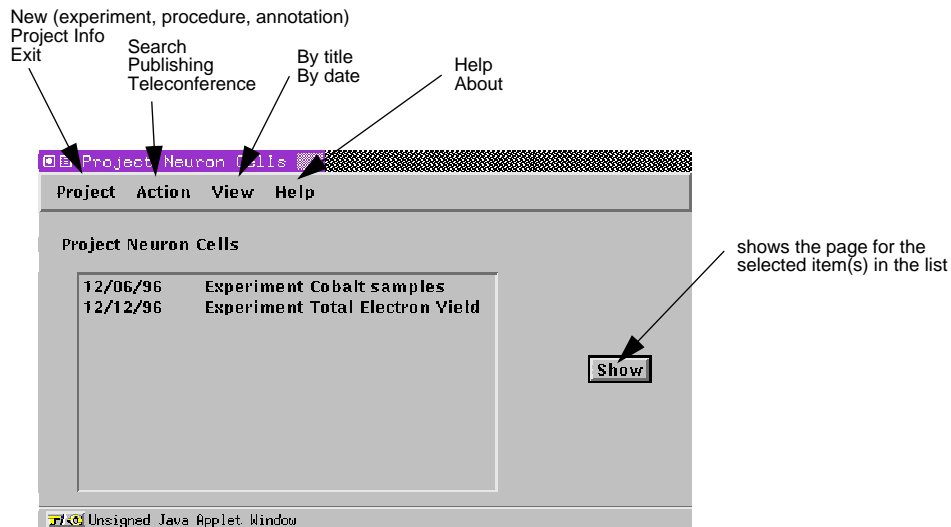 New (experiment, procedure, annotation)
Project Info
Exit
Search
Publishing
Teleconference
By title
By date
Help
About
Project Neuron Cells
Project Action View Help
Project Neuron Cells
12/06/96 Experiment Cobalt samples
12/12/96 Experiment Total Electron Yield
shows the page for the
selected item(s) in the list
Show
Unsigned Java Applet Window